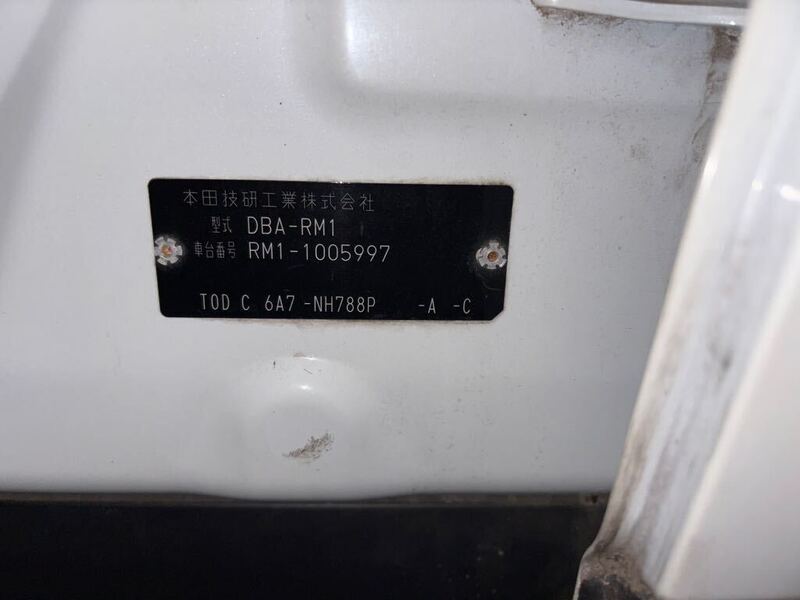 本田技研工業株式会社
型式 DBA-RM1
車台番号 RM1-1005997
TOD C 6A7 -NH788P -A -C